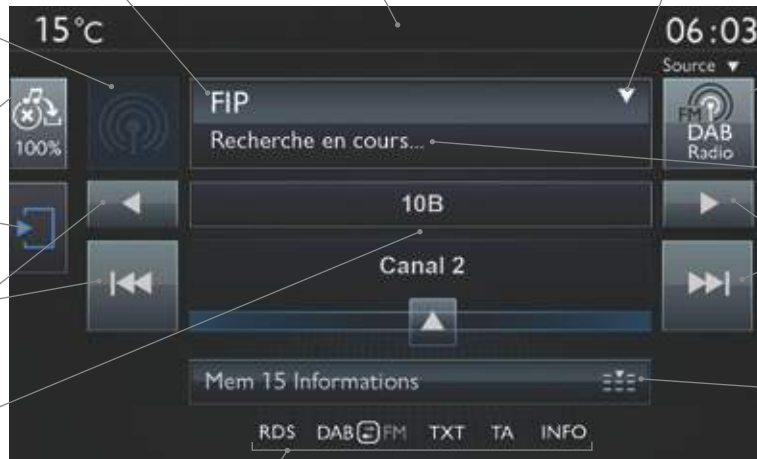 15°C
06:03
Source
FIP
Recherche en cours...
100%
FM
DAB
Radio
10B
Canal 2
Mem 15 Informations
RDS DAB FM TXT TA INFO